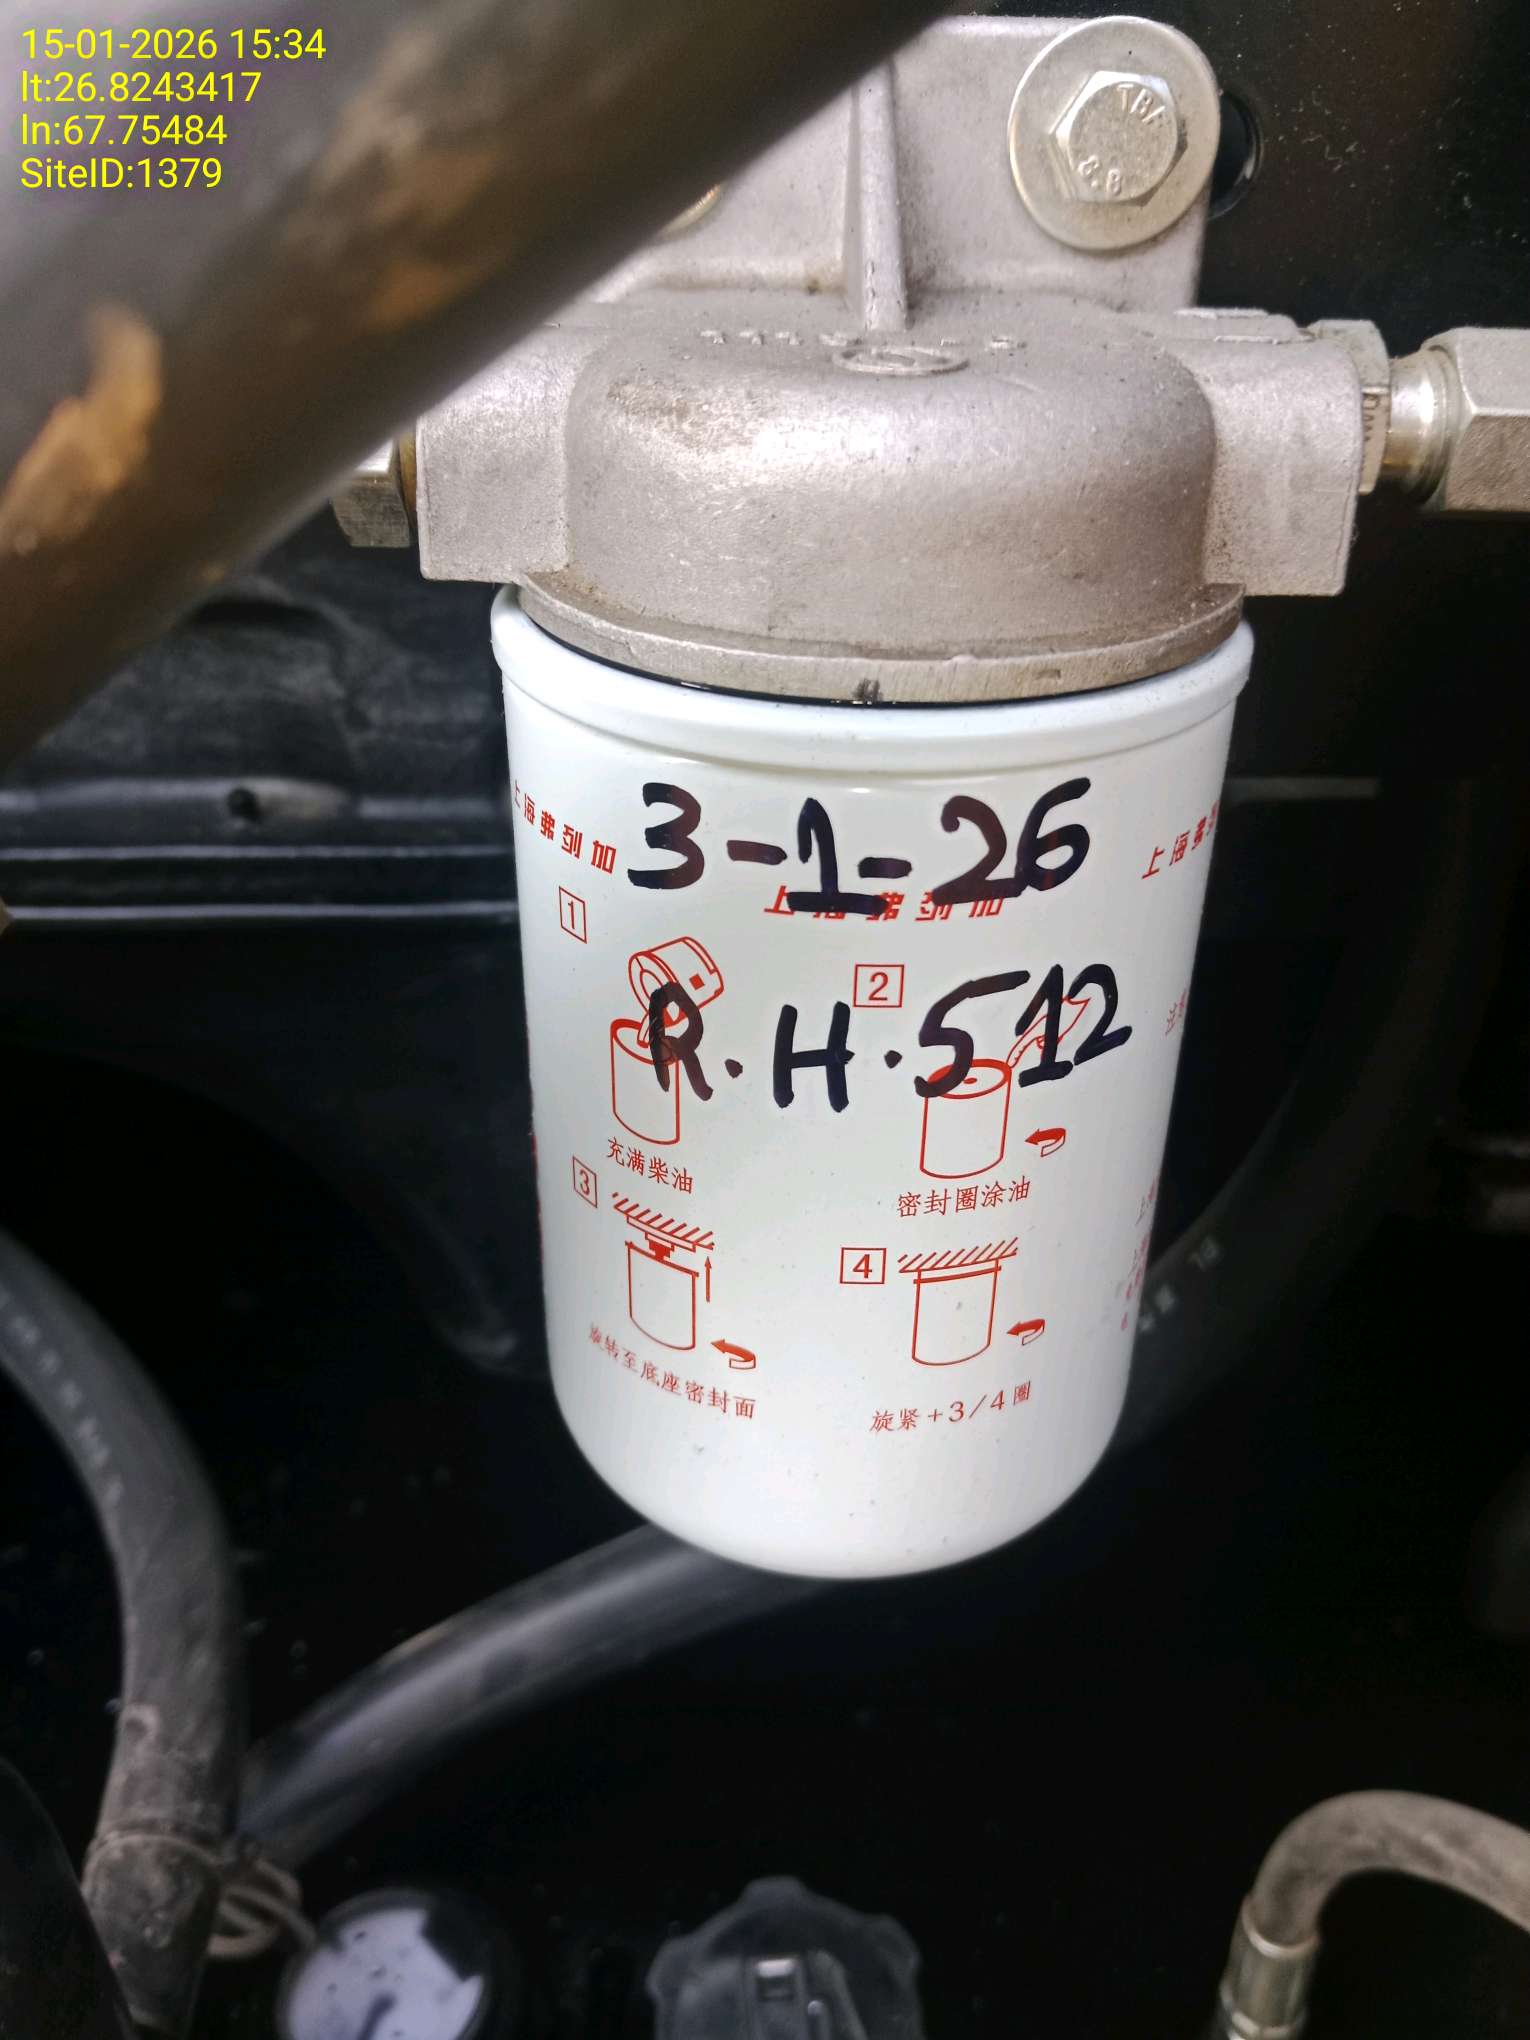 15-01-2026 15:34
lt:26.8243417
ln:67.75484
SiteID:1379
8.8
3-1-26
上海弗列加
上海弗列加
上海弗
R.H.512
1
2
充满柴油
密封圈涂油
3
4
旋转至底座密封面
旋紧+3/4圈